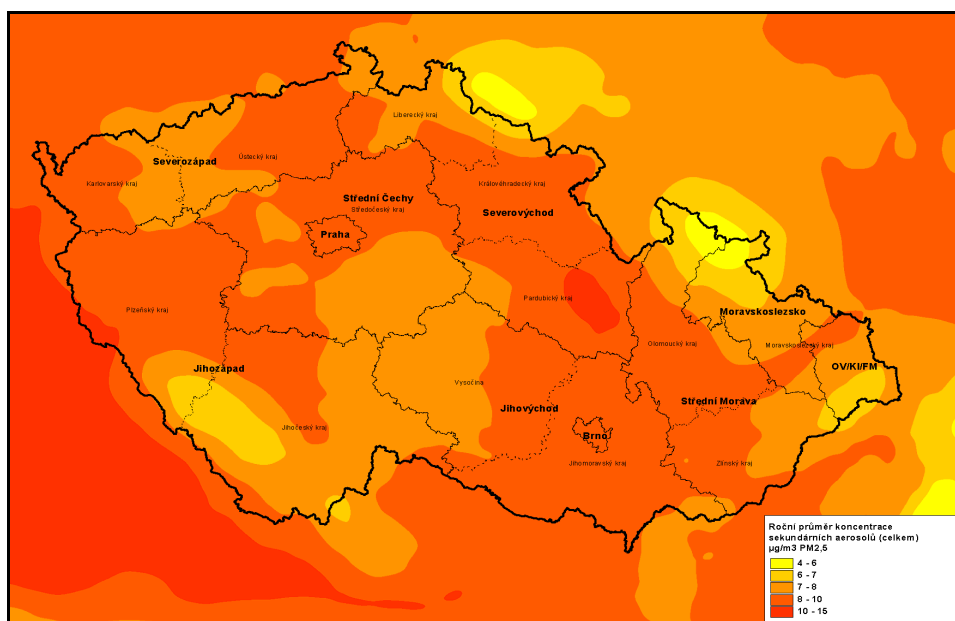 Liberecký kraj
Severozápad
Ústecký kraj
Karlovarský kraj
Královéhradecký kraj
Střední Čechy
Středočeský kraj
Severovýchod
Praha
Pardubický kraj
Plzeňský kraj
Moravskoslezsko
Olomoucký kraj
Moravskoslezský kraj
Jihozápad
OV/KI/FM
Vysočina
Střední Morava
Jihovýchod
Jihočeský kraj
Brno
Jihomoravský kraj
Zlínský kraj
Roční průměr koncentrace
sekundárních aerosolů (celkem)
µg/m3 PM2,5
4 - 6
6 - 7
7 - 8
8 - 10
10 - 15